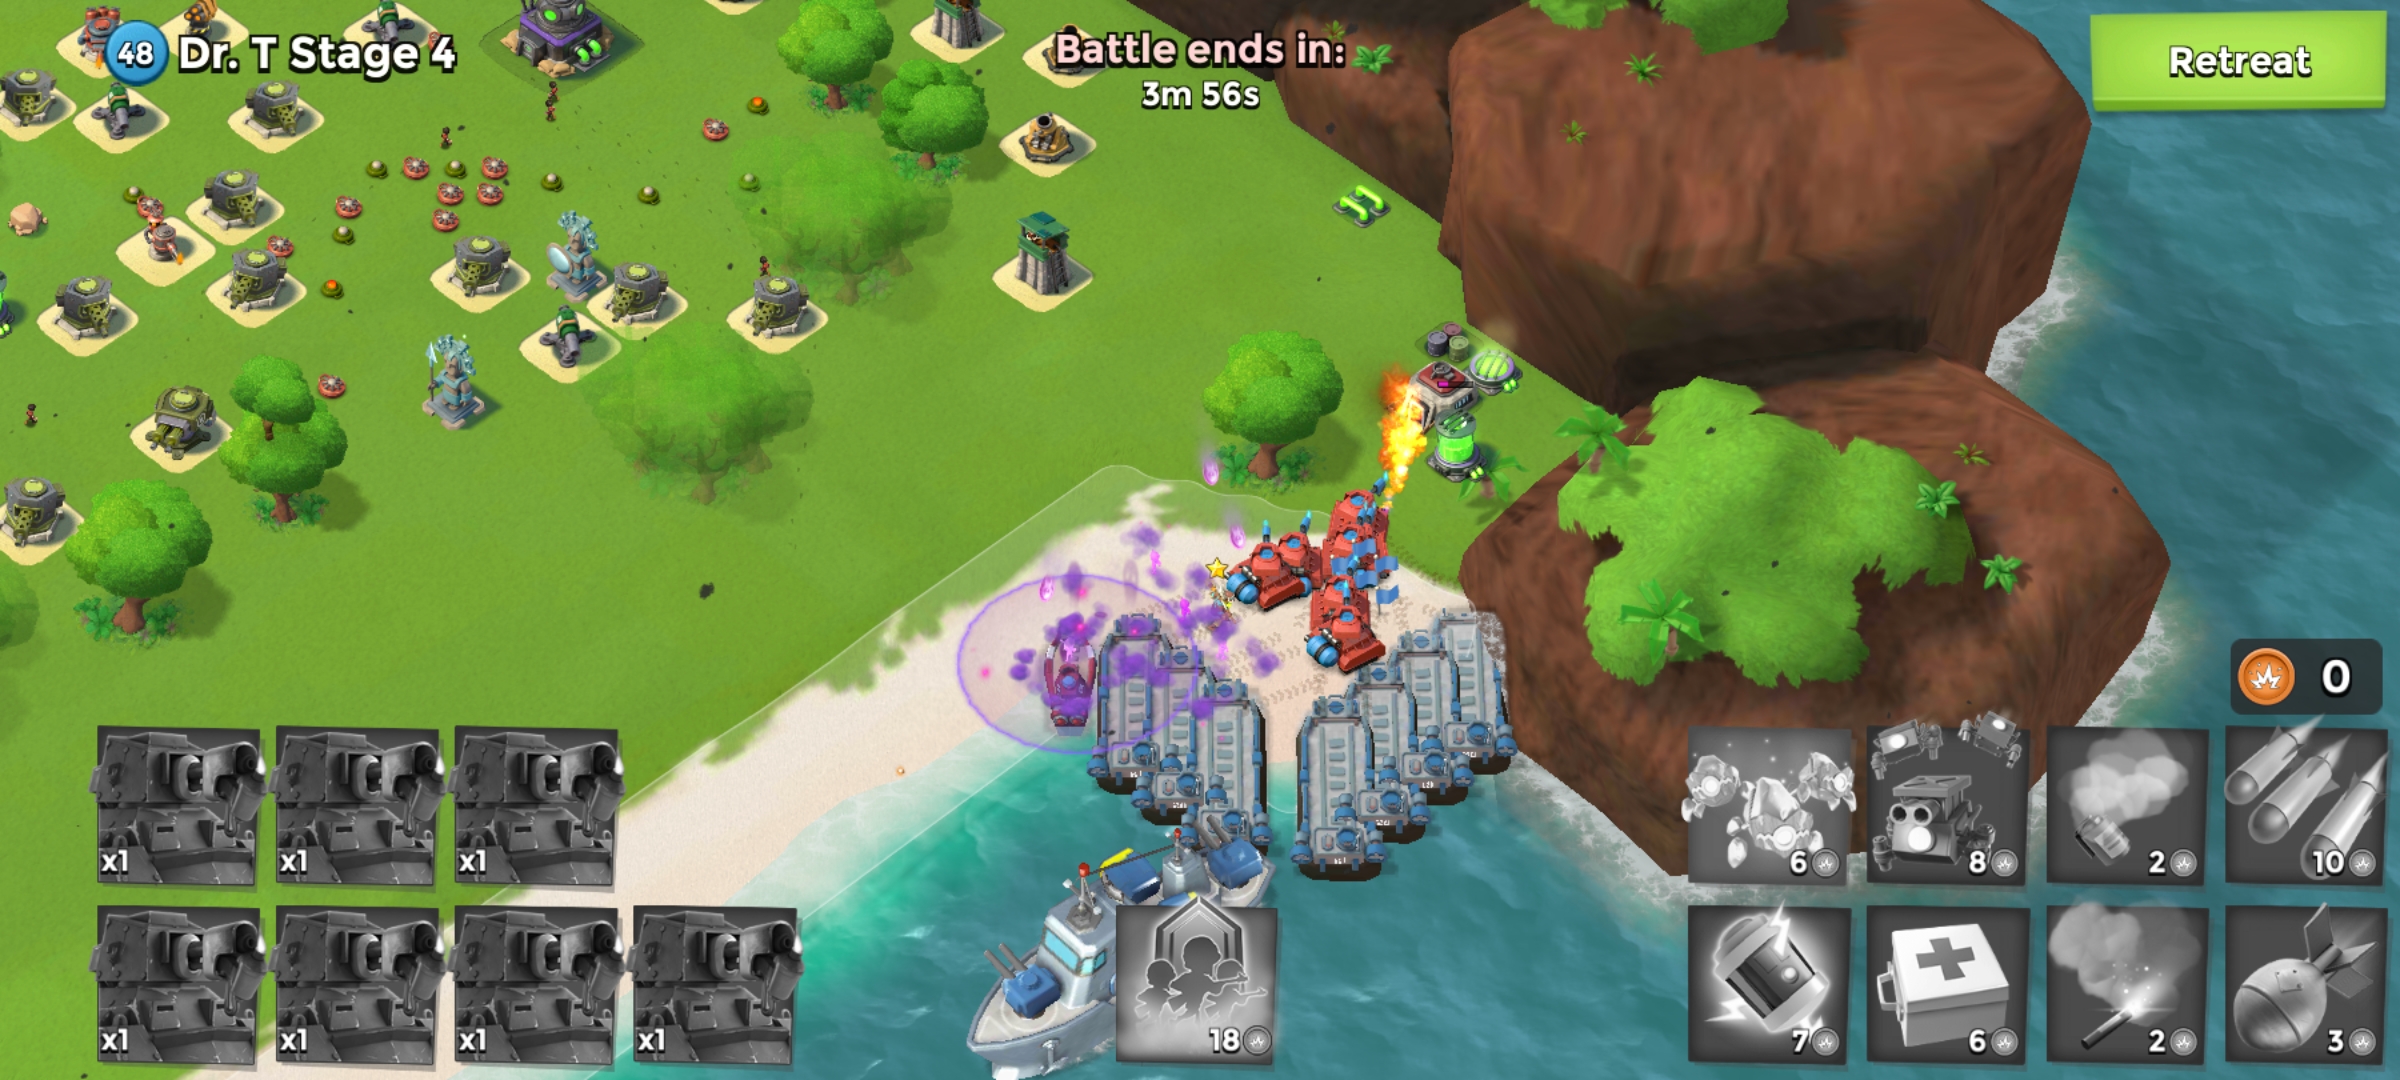 48 Dr. T Stage 4
Battle ends in:
3m 56s
Retreat
0
x1 x1 x1
6 8 2 10
x1 x1 x1 x1
18
7 6 2 3